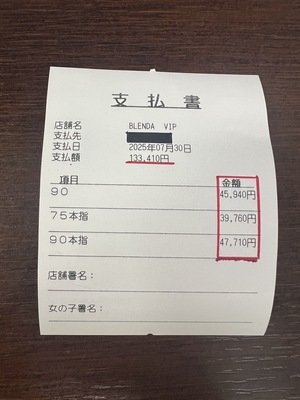 支払書
店舗名 BLENDA VIP
支払先
支払日 2025年07月30日
支払額 133,410円
項目 金額
90 45,940円
75本指 39,760円
90本指 47,710円
店舗署名：
女の子署名：